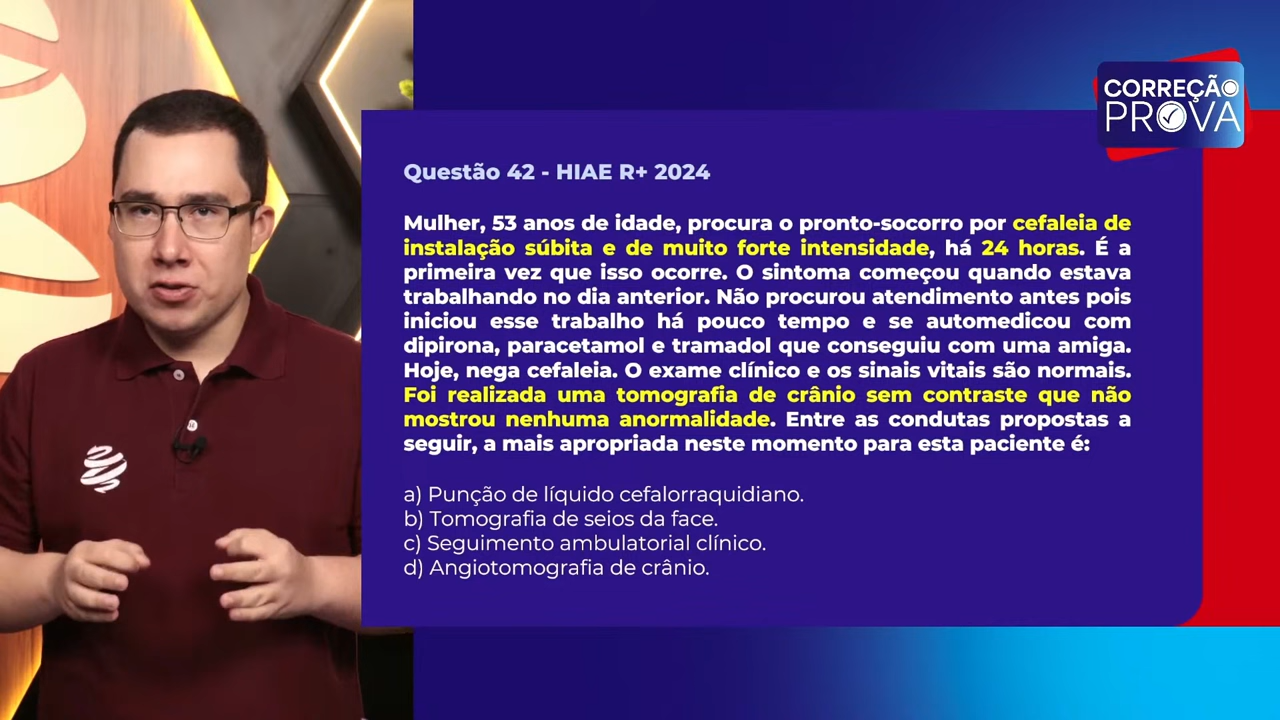 CORREÇÃO
PROVA
Questão 42 - HIAE R+ 2024
Mulher, 53 anos de idade, procura o pronto-socorro por cefaleia de
instalação súbita e de muito forte intensidade, há 24 horas. É a
primeira vez que isso ocorre. O sintoma começou quando estava
trabalhando no dia anterior. Não procurou atendimento antes pois
iniciou esse trabalho há pouco tempo e se automedicou com
dipirona, paracetamol e tramadol que conseguiu com uma amiga.
Hoje, nega cefaleia. O exame clínico e os sinais vitais são normais.
Foi realizada uma tomografia de crânio sem contraste que não
mostrou nenhuma anormalidade. Entre as condutas propostas a
seguir, a mais apropriada neste momento para esta paciente é:
a) Punção de líquido cefalorraquidiano.
b) Tomografia de seios da face.
c) Seguimento ambulatorial clínico.
d) Angiotomografia de crânio.